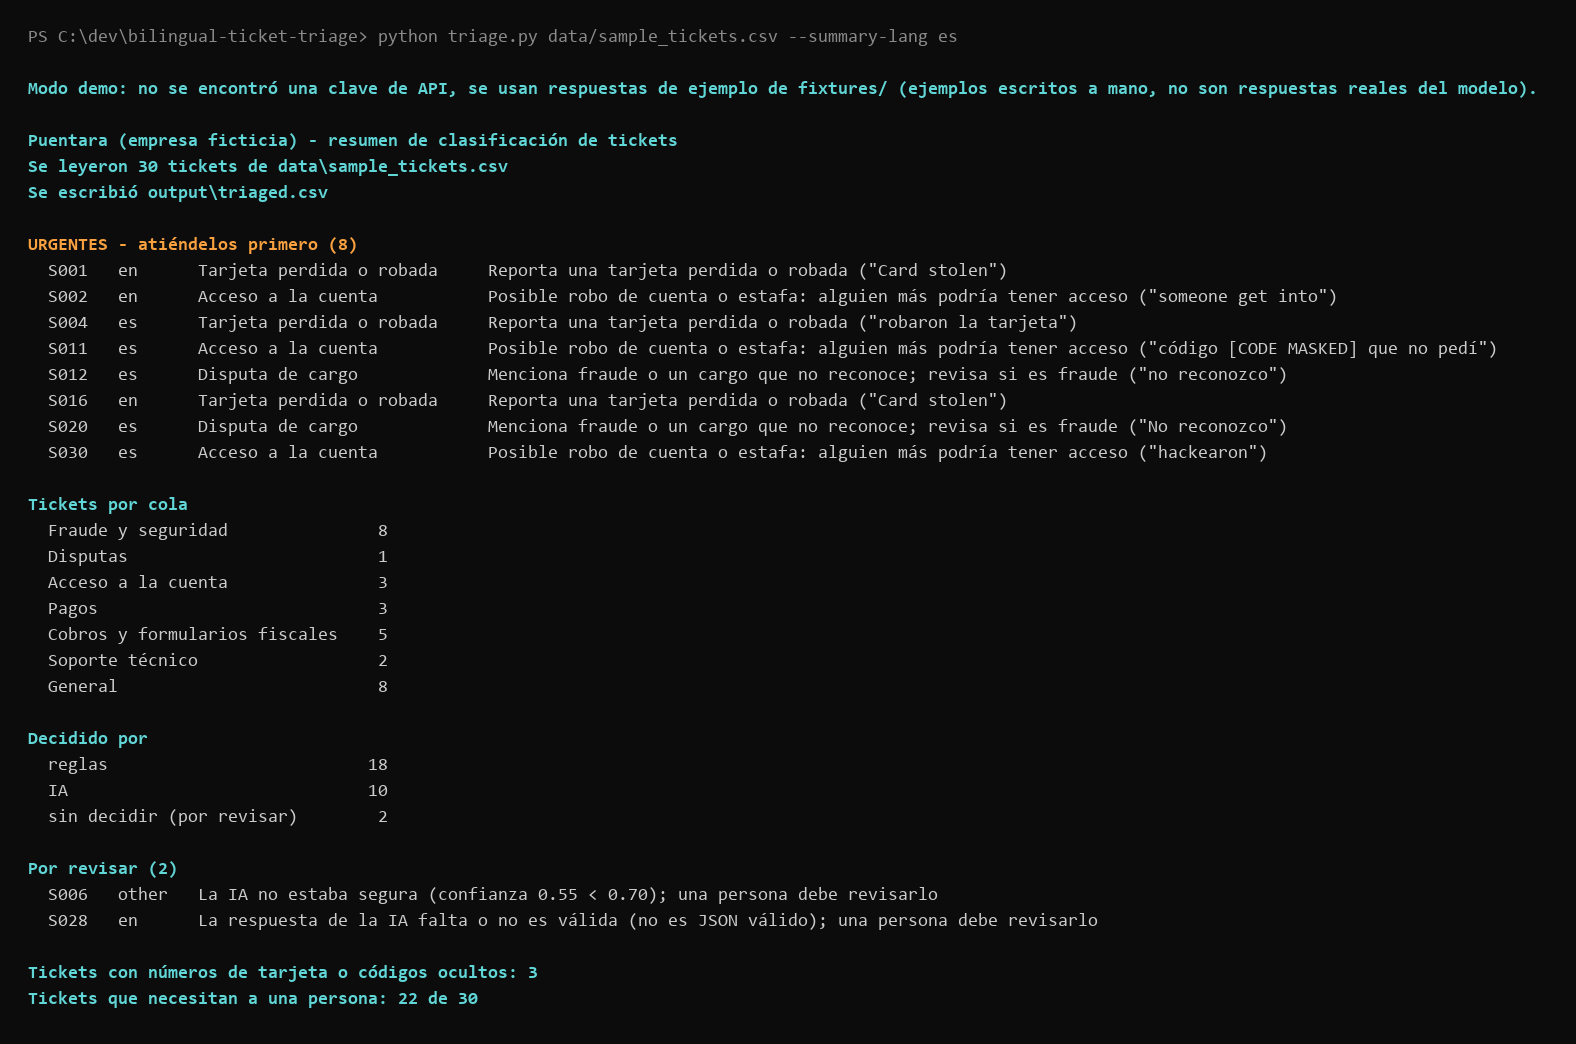 PS C:\dev\bilingual-ticket-triage> python triage.py data/sample_tickets.csv --summary-lang es
Modo demo: no se encontró una clave de API, se usan respuestas de ejemplo de fixtures/ (ejemplos escritos a mano, no son respuestas reales del modelo).
Puentara (empresa ficticia) - resumen de clasificación de tickets
Se leyeron 30 tickets de data\sample_tickets.csv
Se escribió output\triaged.csv
URGENTES - atiéndelos primero (8)
S001 en Tarjeta perdida o robada Reporta una tarjeta perdida o robada ("Card stolen")
S002 en Acceso a la cuenta Posible robo de cuenta o estafa: alguien más podría tener acceso ("someone get into")
S004 es Tarjeta perdida o robada Reporta una tarjeta perdida o robada ("robaron la tarjeta")
S011 es Acceso a la cuenta Posible robo de cuenta o estafa: alguien más podría tener acceso ("código [CODE MASKED] que no pedí")
S012 es Disputa de cargo Menciona fraude o un cargo que no reconoce; revisa si es fraude ("no reconozco")
S016 en Tarjeta perdida o robada Reporta una tarjeta perdida o robada ("Card stolen")
S020 es Disputa de cargo Menciona fraude o un cargo que no reconoce; revisa si es fraude ("No reconozco")
S030 es Acceso a la cuenta Posible robo de cuenta o estafa: alguien más podría tener acceso ("hackearon")
Tickets por cola
Fraude y seguridad 8
Disputas 1
Acceso a la cuenta 3
Pagos 3
Cobros y formularios fiscales 5
Soporte técnico 2
General 8
Decidido por
reglas 18
IA 10
sin decidir (por revisar) 2
Por revisar (2)
S006 other La IA no estaba segura (confianza 0.55 < 0.70); una persona debe revisarlo
S028 en La respuesta de la IA falta o no es válida (no es JSON válido); una persona debe revisarlo
Tickets con números de tarjeta o códigos ocultos: 3
Tickets que necesitan a una persona: 22 de 30